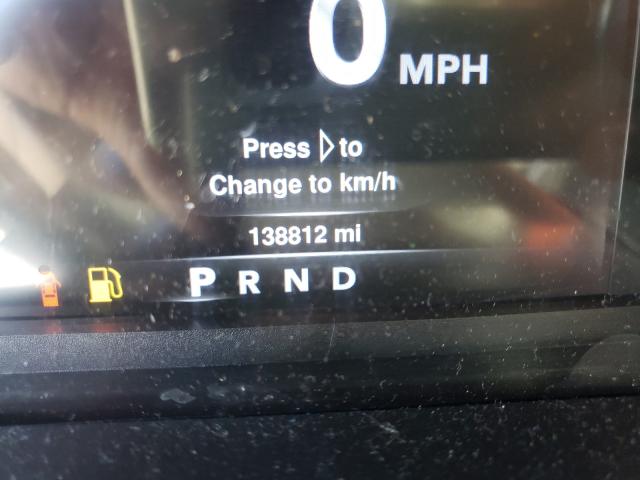 0 MPH
Press ▷ to
Change to km/h
138812 mi
P R N D